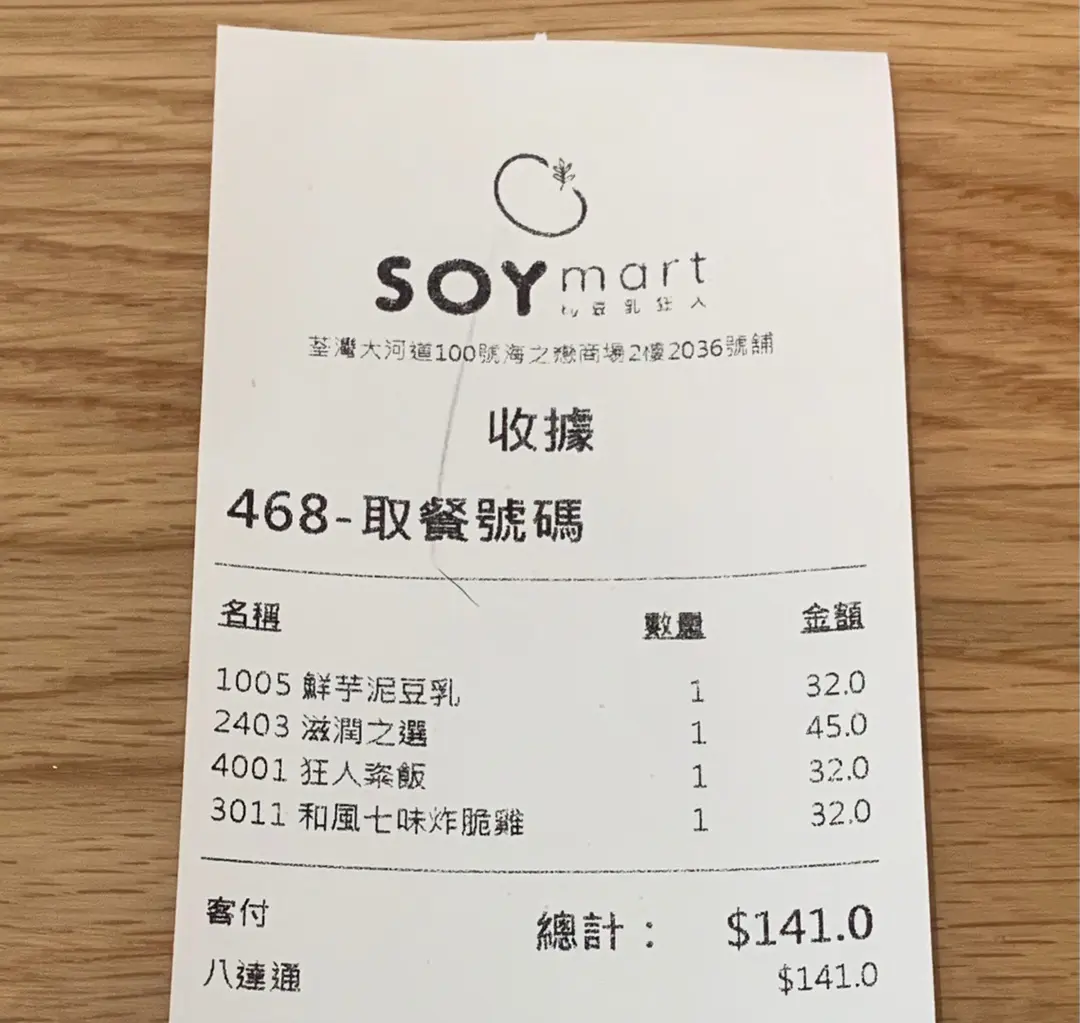 SOY mart
by 豆乳狂人
荃灣大河道100號海之戀商場2樓2036號舖
收據
468-取餐號碼
名稱 數量 金額
1005 鮮芋泥豆乳 1 32.0
2403 滋潤之選 1 45.0
4001 狂人粢飯 1 32.0
3011 和風七味炸脆雞 1 32.0
客付 總計： $141.0
八達通 $141.0